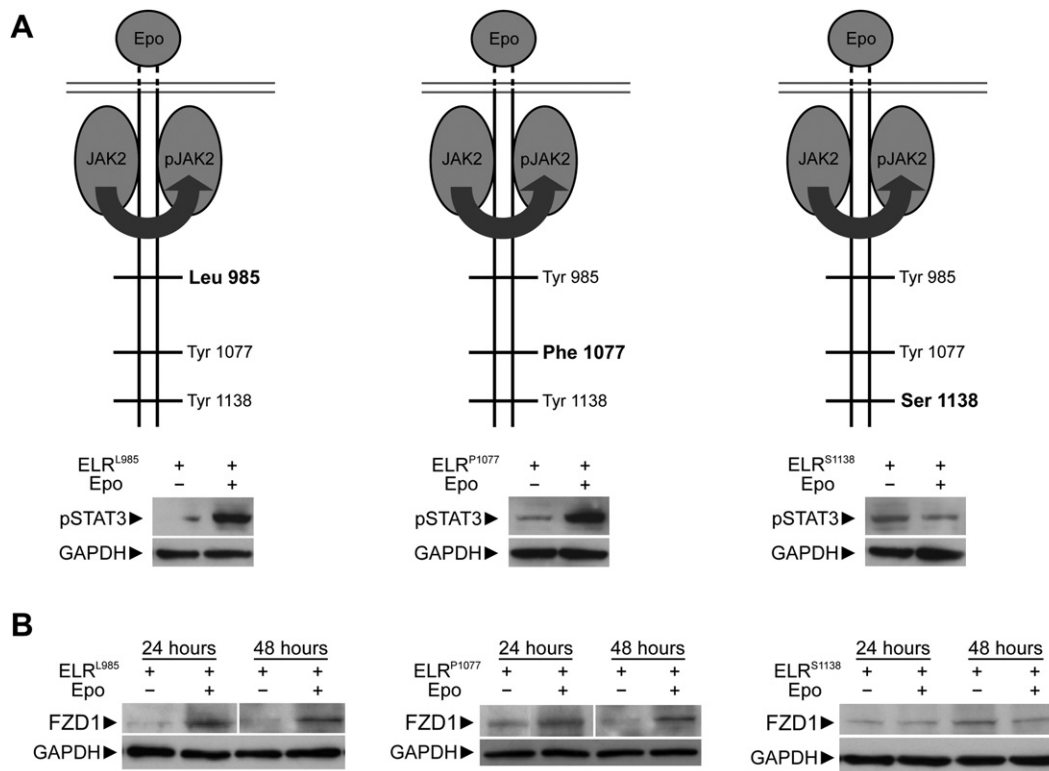 A
Epo
Epo
Epo
JAK2 pJAK2
JAK2 pJAK2
JAK2 pJAK2
Leu 985
Tyr 1077
Tyr 1138
Tyr 985
Phe 1077
Tyr 1138
Tyr 985
Tyr 1077
Ser 1138
ELR^L985 + +
Epo − +
pSTAT3
GAPDH
ELR^P1077 + +
Epo − +
pSTAT3
GAPDH
ELR^S1138 + +
Epo − +
pSTAT3
GAPDH
B
24 hours 48 hours
ELR^L985 + + + +
Epo − + − +
FZD1
GAPDH
24 hours 48 hours
ELR^P1077 + + + +
Epo − + − +
FZD1
GAPDH
24 hours 48 hours
ELR^S1138 + + + +
Epo − + − +
FZD1
GAPDH